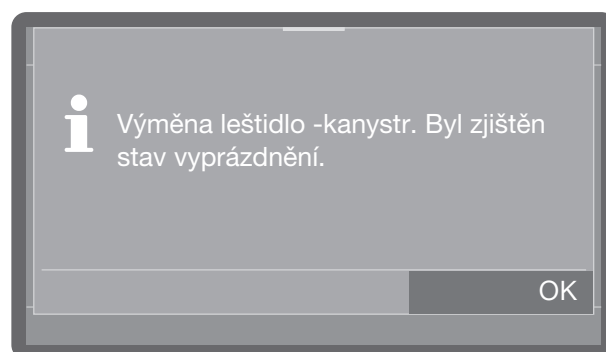 Výměna leštidlo -kanystr. Byl zjištěn
stav vyprázdnění.
OK